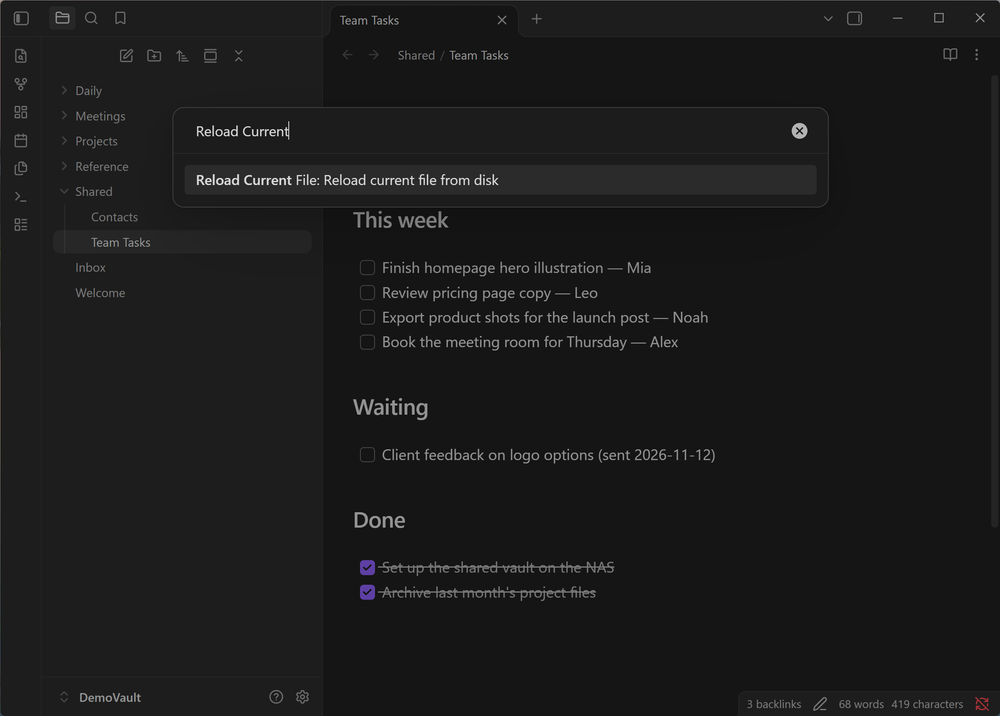 Team Tasks
Shared / Team Tasks
Daily
Meetings
Projects
Reference
Shared
Contacts
Team Tasks
Inbox
Welcome
Reload Current
Reload Current File: Reload current file from disk
This week
Finish homepage hero illustration — Mia
Review pricing page copy — Leo
Export product shots for the launch post — Noah
Book the meeting room for Thursday — Alex
Waiting
Client feedback on logo options (sent 2026-11-12)
Done
Set up the shared vault on the NAS
Archive last month's project files
DemoVault
3 backlinks 68 words 419 characters